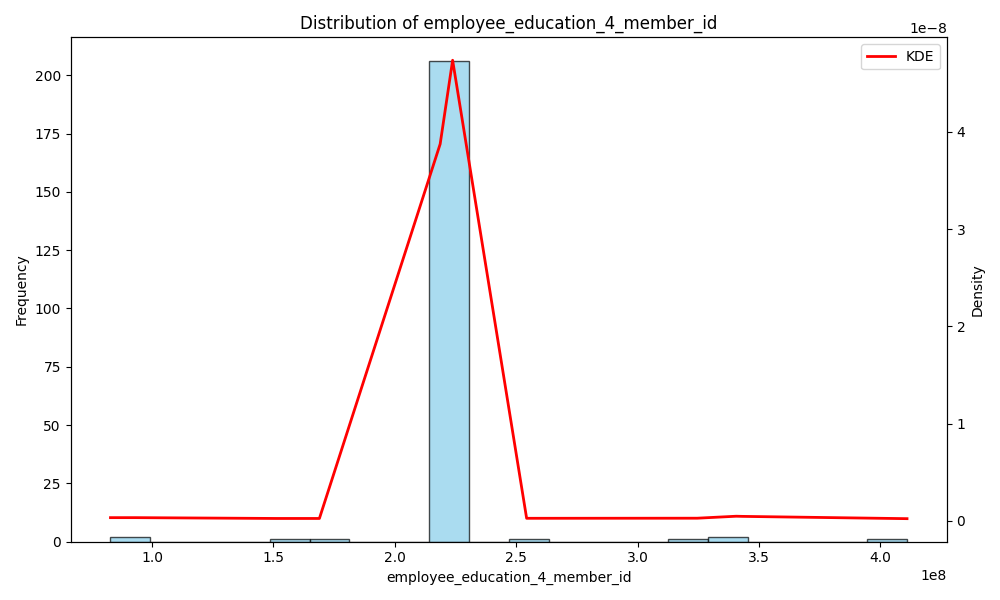 Distribution of employee_education_4_member_id
1e−8
KDE
200
175
150
125
100
75
50
25
0
Frequency
4
3
2
1
0
Density
1.0 1.5 2.0 2.5 3.0 3.5 4.0
1e8
employee_education_4_member_id